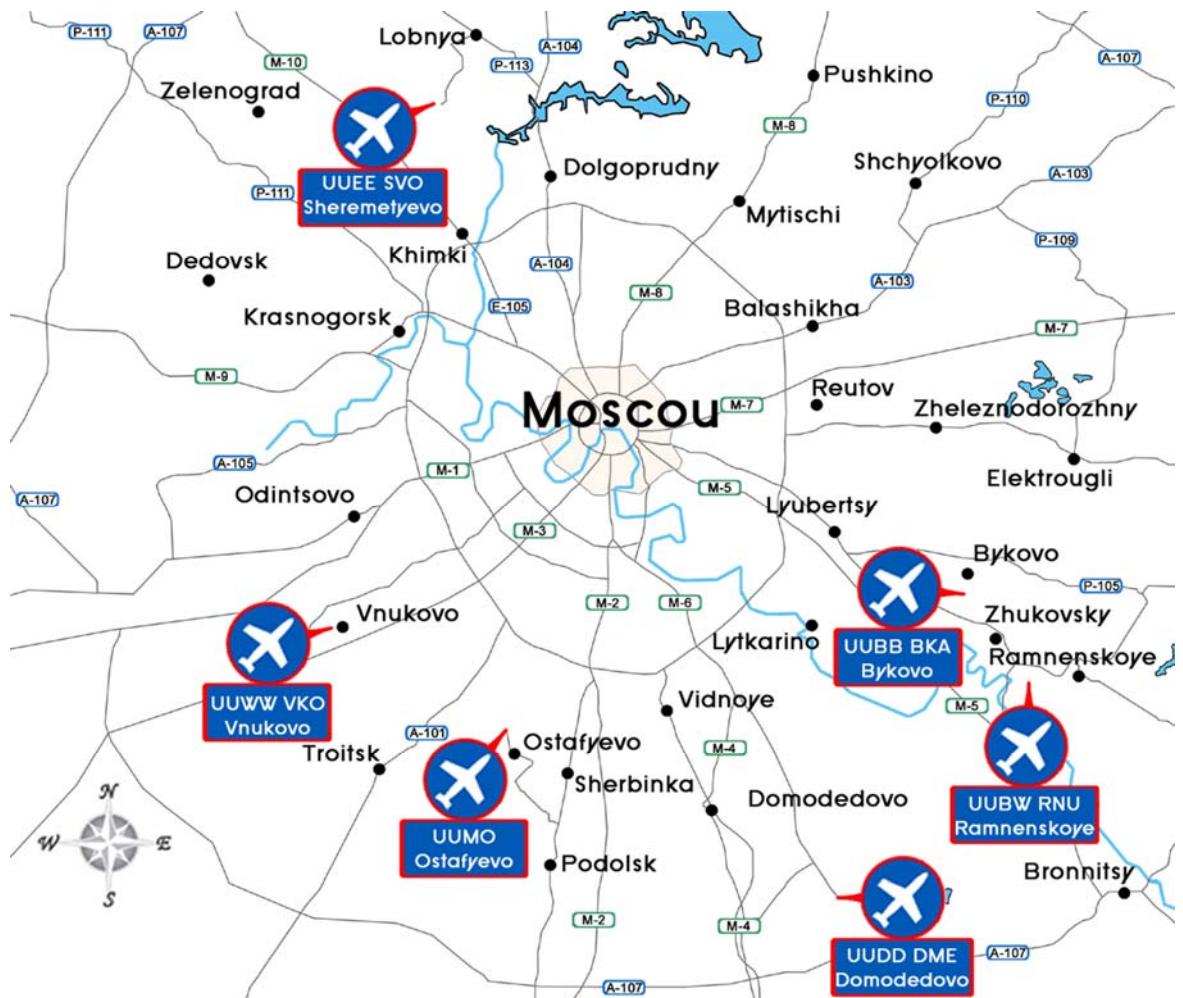 P-111
A-107
Lobnya
A-104
P-113
M-10
Pushkino
A-107
Zelenograd
P-110
M-8
Shchyolkovo
Dolgoprudny
A-103
UUEE SVO
Sheremetyevo
P-111
Mytischi
Khimki
P-109
Dedovsk
A-104
A-103
M-8
E-105
Balashikha
Krasnogorsk
M-7
M-9
Reutov
Moscou
M-7
Zheleznodorozhny
A-105
M-1
Elektrougli
M-5
A-107
Odintsovo
Lyubertsy
M-3
Bykovo
P-105
M-2
M-6
Vnukovo
Zhukovsky
Lytkarino
UUBB BKA
Bykovo
Ramnenskoye
UUWW VKO
Vnukovo
Vidnoye
M-5
A-101
Ostafyevo
M-4
Troitsk
Sherbinka
N
Domodedovo
UUBW RNU
Ramnenskoye
UUMO
Ostafyevo
W
E
Podolsk
Bronnitsy
S
M-2
M-4
UUDD DME
Domodedovo
A-107
A-107